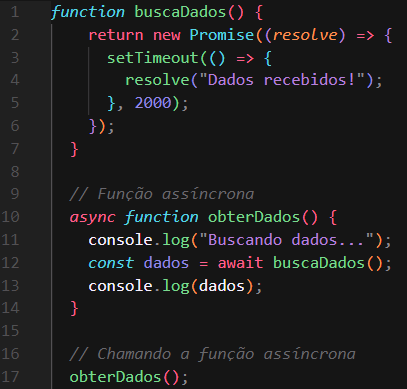 1 function buscaDados() {
2 return new Promise((resolve) => {
3 setTimeout(() => {
4 resolve("Dados recebidos!");
5 }, 2000);
6 });
7 }
8
9 // Função assíncrona
10 async function obterDados() {
11 console.log("Buscando dados...");
12 const dados = await buscaDados();
13 console.log(dados);
14 }
15
16 // Chamando a função assíncrona
17 obterDados();